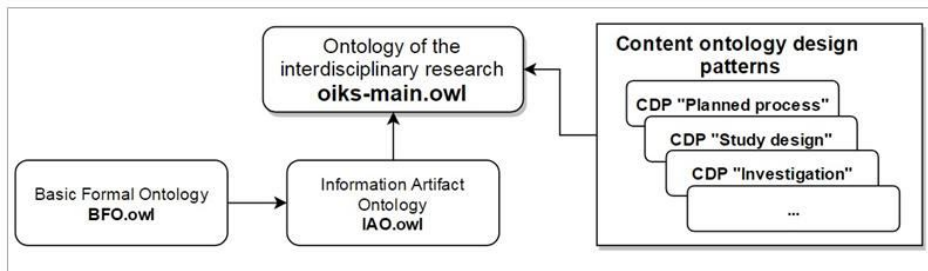 Ontology of the
interdisciplinary research
oiks-main.owl
Content ontology design
patterns
CDP "Planned process"
CDP "Study design"
CDP "Investigation"
...
Basic Formal Ontology
BFO.owl
Information Artifact
Ontology
IAO.owl